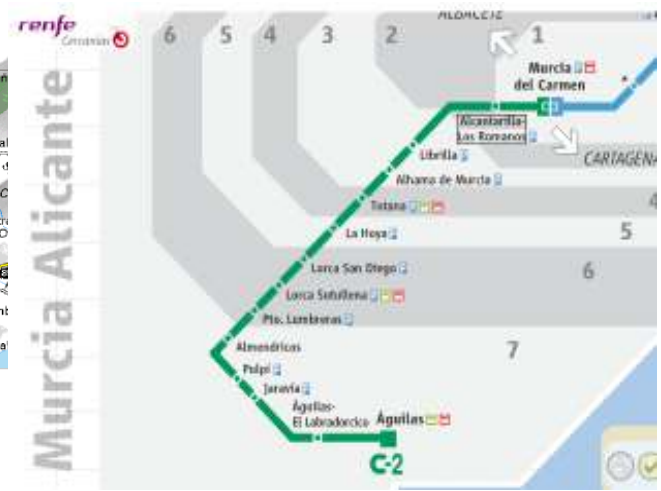 renfe
Cercanías
Murcia Alicante
6
5
4
3
2
1
ALBACETE
Murcia
del Carmen
Alcantarilla-
Los Romanos
CARTAGENA
Librilla
Alhama de Murcia
Totana
4
La Hoya
5
Lorca San Diego
6
Lorca Sutullena
Pto. Lumbreras
Almendricos
7
Pulpí
Jaravía
Águilas-
El Labradorcico
Águilas
C-2